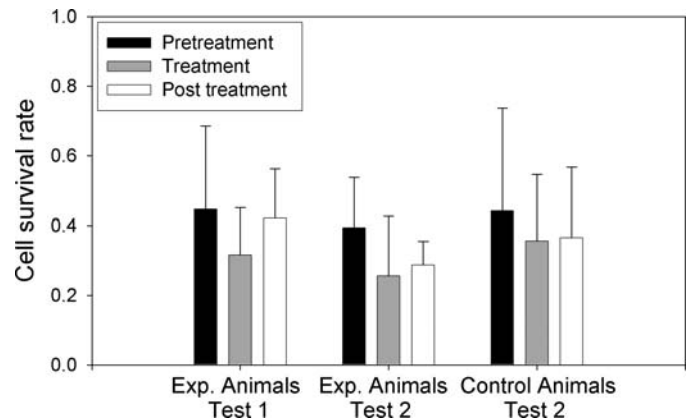 1.0
Pretreatment
Treatment
Post treatment
0.8
0.6
0.4
0.2
0.0
Cell survival rate
Exp. Animals Exp. Animals Control Animals
Test 1 Test 2 Test 2